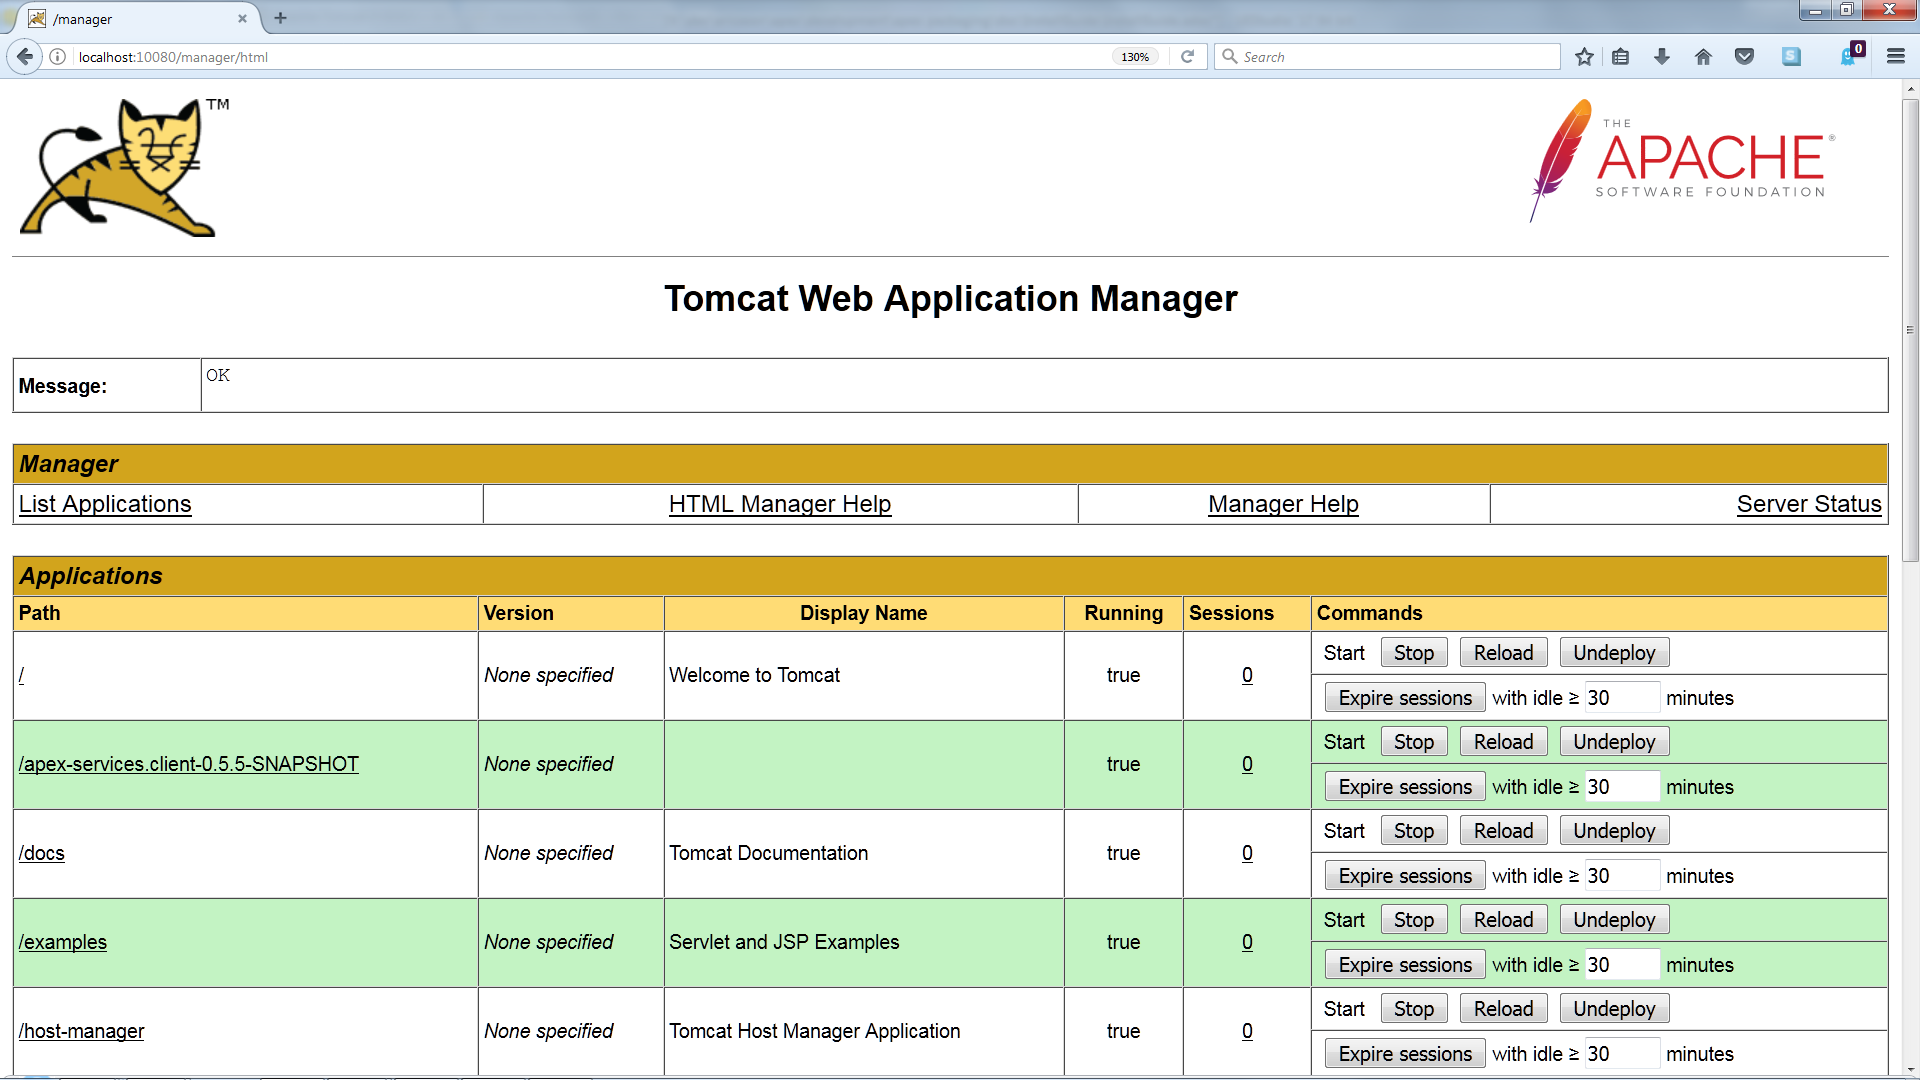 /manager
localhost:10080/manager/html
130%
Search
S
0
TM
THE
APACHE®
SOFTWARE FOUNDATION
Tomcat Web Application Manager
Message: OK
Manager
List Applications HTML Manager Help Manager Help Server Status
Applications
Path Version Display Name Running Sessions Commands
/ None specified Welcome to Tomcat true 0 Start Stop Reload Undeploy
Expire sessions with idle ≥ 30 minutes
/apex-services.client-0.5.5-SNAPSHOT None specified true 0 Start Stop Reload Undeploy
Expire sessions with idle ≥ 30 minutes
/docs None specified Tomcat Documentation true 0 Start Stop Reload Undeploy
Expire sessions with idle ≥ 30 minutes
/examples None specified Servlet and JSP Examples true 0 Start Stop Reload Undeploy
Expire sessions with idle ≥ 30 minutes
/host-manager None specified Tomcat Host Manager Application true 0 Start Stop Reload Undeploy
Expire sessions with idle ≥ 30 minutes